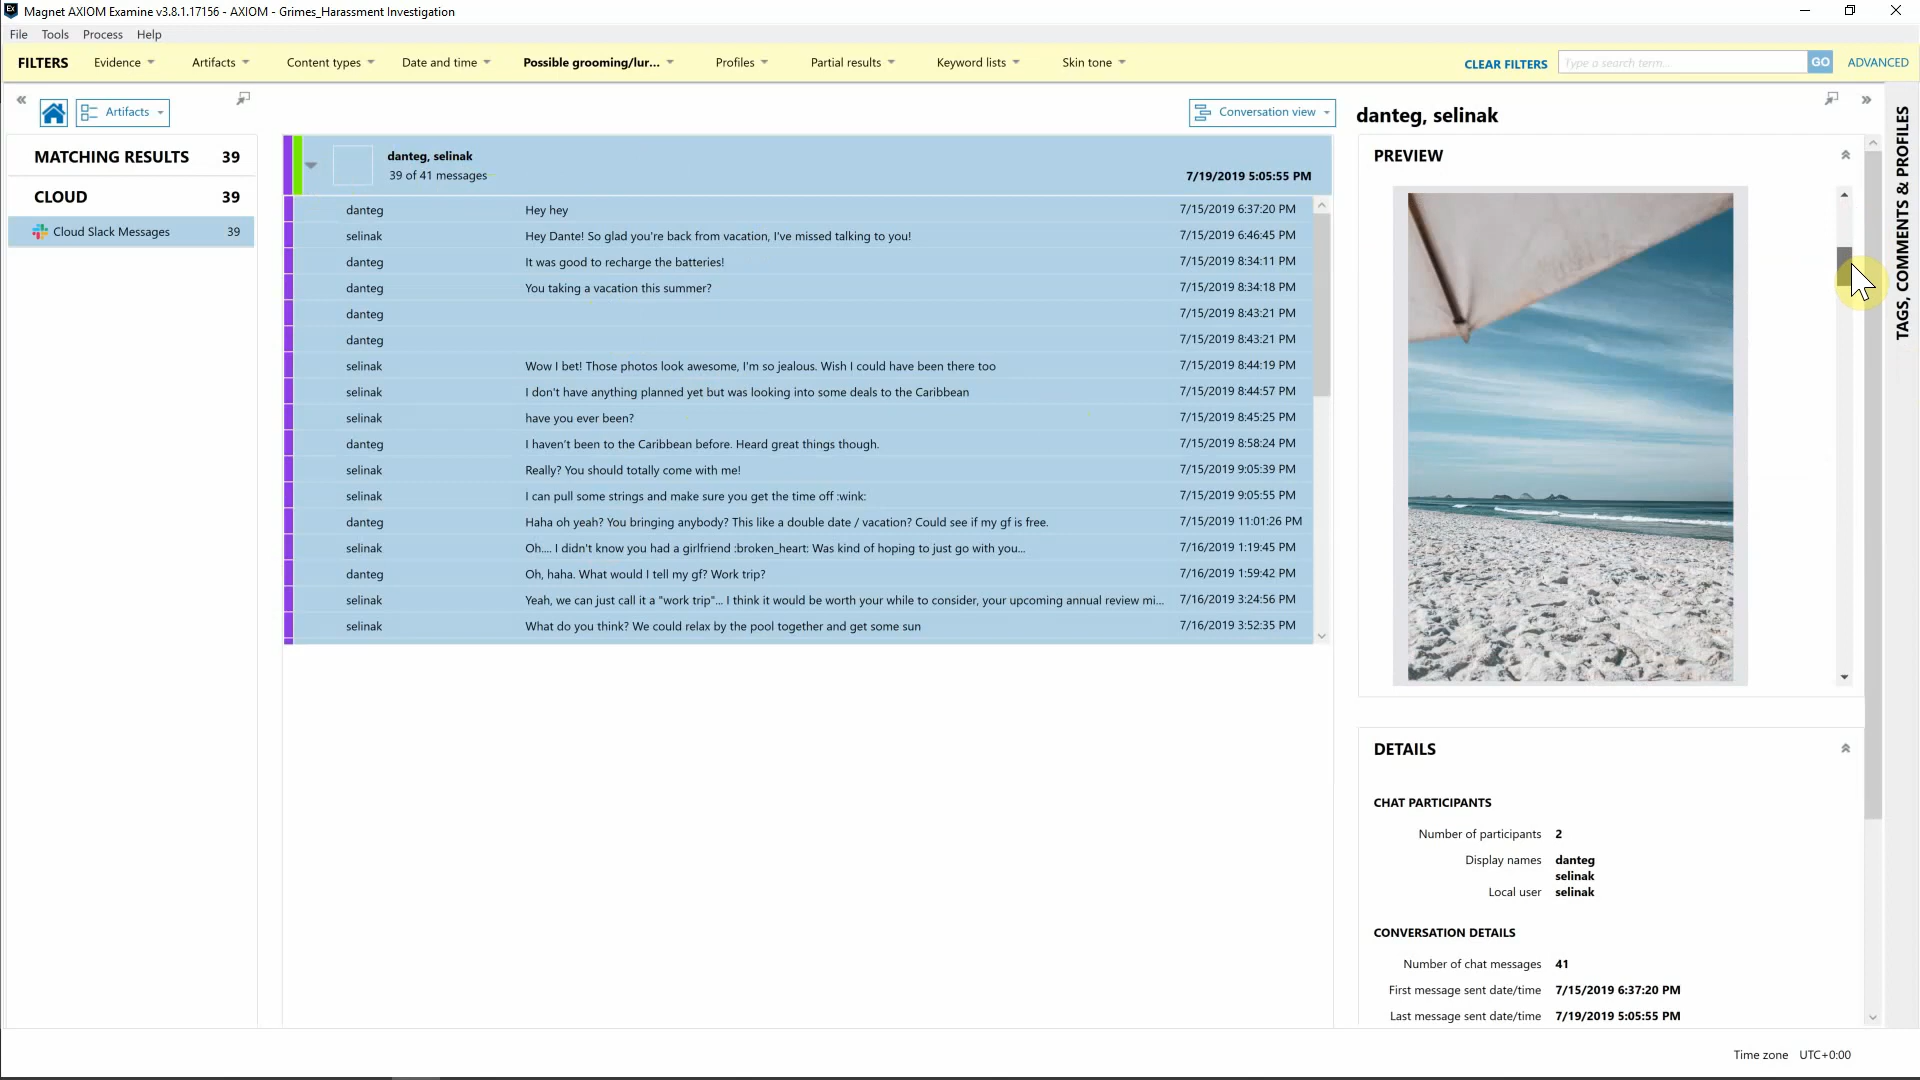 Magnet AXIOM Examine v3.8.1.17156 - AXIOM - Grimes_Harassment Investigation
File Tools Process Help
FILTERS Evidence Artifacts Content types Date and time Possible grooming/lur... Profiles Partial results Keyword lists Skin tone CLEAR FILTERS Type a search term... GO ADVANCED
Artifacts
Conversation view
danteg, selinak
TAGS, COMMENTS & PROFILES
MATCHING RESULTS 39
CLOUD 39
Cloud Slack Messages 39
danteg, selinak
39 of 41 messages 7/19/2019 5:05:55 PM
danteg Hey hey 7/15/2019 6:37:20 PM
selinak Hey Dante! So glad you're back from vacation, I've missed talking to you! 7/15/2019 6:46:45 PM
danteg It was good to recharge the batteries! 7/15/2019 8:34:11 PM
danteg You taking a vacation this summer? 7/15/2019 8:34:18 PM
danteg 7/15/2019 8:43:21 PM
danteg 7/15/2019 8:43:21 PM
selinak Wow I bet! Those photos look awesome, I'm so jealous. Wish I could have been there too 7/15/2019 8:44:19 PM
selinak I don't have anything planned yet but was looking into some deals to the Caribbean 7/15/2019 8:44:57 PM
selinak have you ever been? 7/15/2019 8:45:25 PM
danteg I haven't been to the Caribbean before. Heard great things though. 7/15/2019 8:58:24 PM
selinak Really? You should totally come with me! 7/15/2019 9:05:39 PM
selinak I can pull some strings and make sure you get the time off :wink: 7/15/2019 9:05:55 PM
danteg Haha oh yeah? You bringing anybody? This like a double date / vacation? Could see if my gf is free. 7/15/2019 11:01:26 PM
selinak Oh.... I didn't know you had a girlfriend :broken_heart: Was kind of hoping to just go with you... 7/16/2019 1:19:45 PM
danteg Oh, haha. What would I tell my gf? Work trip? 7/16/2019 1:59:42 PM
selinak Yeah, we can just call it a "work trip"... I think it would be worth your while to consider, your upcoming annual review mi... 7/16/2019 3:24:56 PM
selinak What do you think? We could relax by the pool together and get some sun 7/16/2019 3:52:35 PM
PREVIEW
DETAILS
CHAT PARTICIPANTS
Number of participants 2
Display names danteg
selinak
Local user selinak
CONVERSATION DETAILS
Number of chat messages 41
First message sent date/time 7/15/2019 6:37:20 PM
Last message sent date/time 7/19/2019 5:05:55 PM
Time zone UTC+0:00